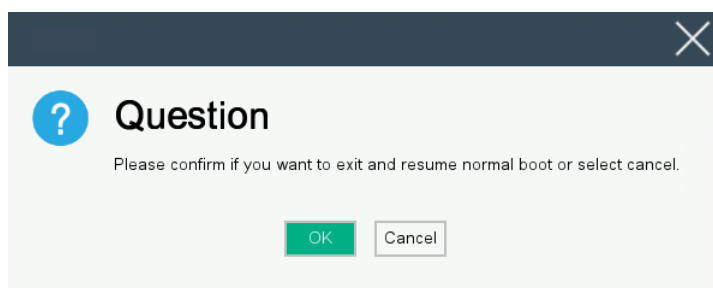 Question
Please confirm if you want to exit and resume normal boot or select cancel.
OK
Cancel